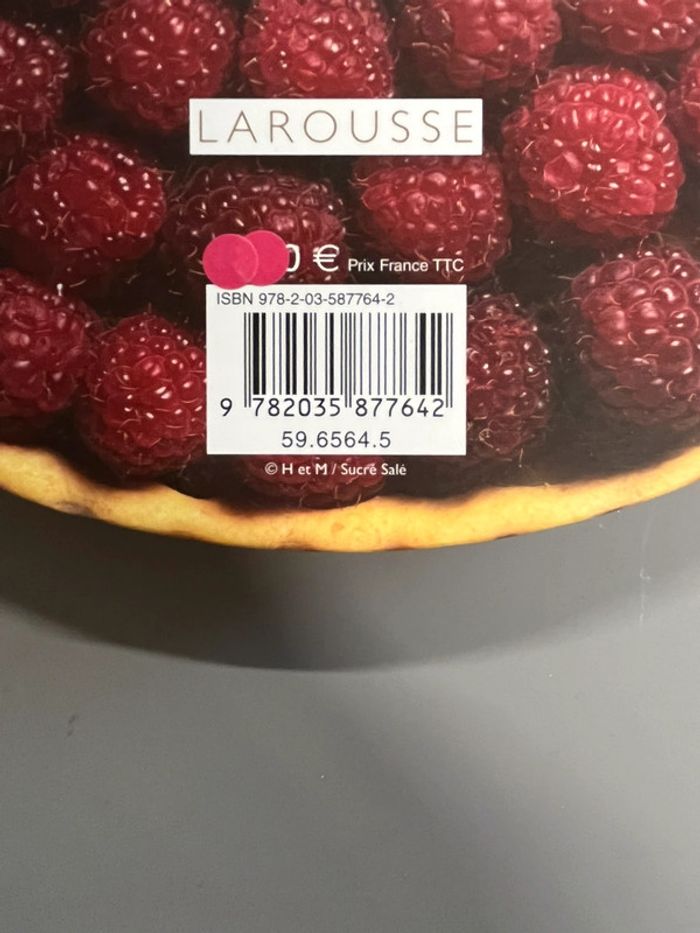 LAROUSSE
0 € Prix France TTC
ISBN 978-2-03-587764-2
9 782035 877642
59.6564.5
© H et M / Sucré Salé